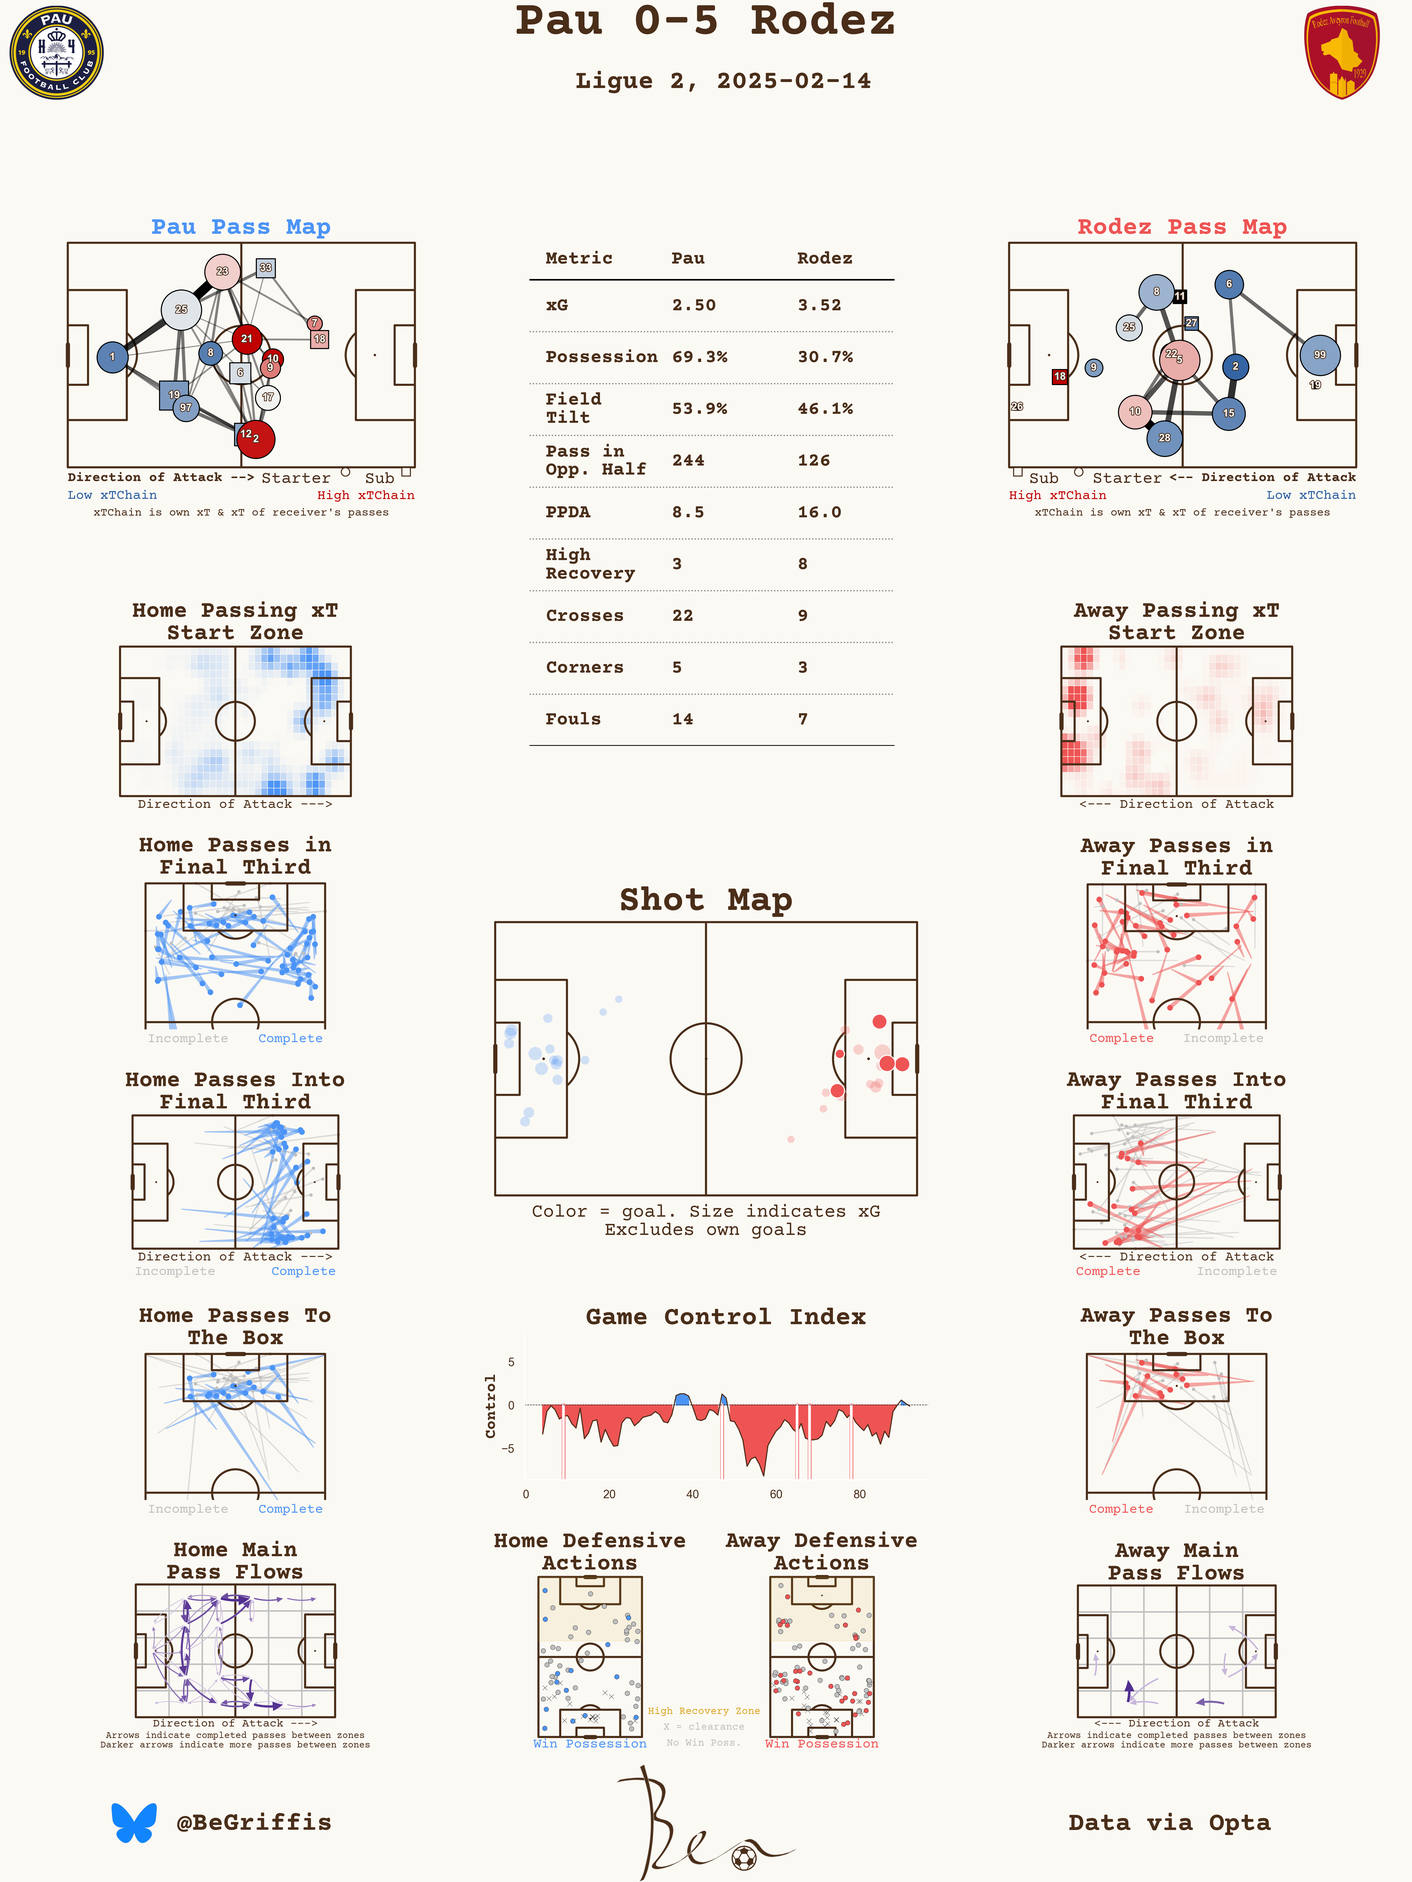 Pau 0-5 Rodez
Ligue 2, 2025-02-14
PAU
19 95
FOOTBALL CLUB
Rodez Aveyron Football
1929
Pau Pass Map
23
33
25
7
18
21
1
8
10
9
6
19
97
17
12
2
Direction of Attack --> Starter Sub
Low xTChain High xTChain
xTChain is own xT & xT of receiver's passes
Metric Pau Rodez
xG 2.50 3.52
Possession 69.3% 30.7%
Field
Tilt 53.9% 46.1%
Pass in
Opp. Half 244 126
PPDA 8.5 16.0
High
Recovery 3 8
Crosses 22 9
Corners 5 3
Fouls 14 7
Rodez Pass Map
6
8
11
25
27
22
5
99
2
9
18
19
26
10
15
28
Sub Starter <-- Direction of Attack
High xTChain Low xTChain
xTChain is own xT & xT of receiver's passes
Home Passing xT
Start Zone
Direction of Attack --->
Away Passing xT
Start Zone
<--- Direction of Attack
Home Passes in
Final Third
Incomplete Complete
Away Passes in
Final Third
Complete Incomplete
Shot Map
Color = goal. Size indicates xG
Excludes own goals
Home Passes Into
Final Third
Direction of Attack --->
Incomplete Complete
Away Passes Into
Final Third
<--- Direction of Attack
Complete Incomplete
Home Passes To
The Box
Incomplete Complete
Game Control Index
Control
5
0
−5
0 20 40 60 80
Away Passes To
The Box
Complete Incomplete
Home Main
Pass Flows
Direction of Attack --->
Arrows indicate completed passes between zones
Darker arrows indicate more passes between zones
Home Defensive
Actions
Win Possession
Away Defensive
Actions
Win Possession
High Recovery Zone
X = clearance
No Win Poss.
Away Main
Pass Flows
<--- Direction of Attack
Arrows indicate completed passes between zones
Darker arrows indicate more passes between zones
@BeGriffis
Ben
Data via Opta